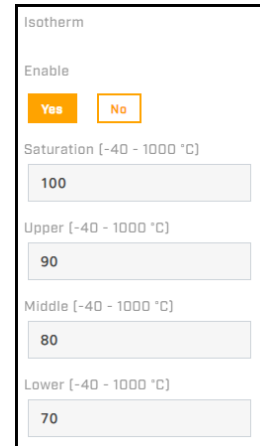 Isotherm
Enable
Yes No
Saturation (-40 - 1000 °C)
100
Upper (-40 - 1000 °C)
90
Middle (-40 - 1000 °C)
80
Lower (-40 - 1000 °C)
70